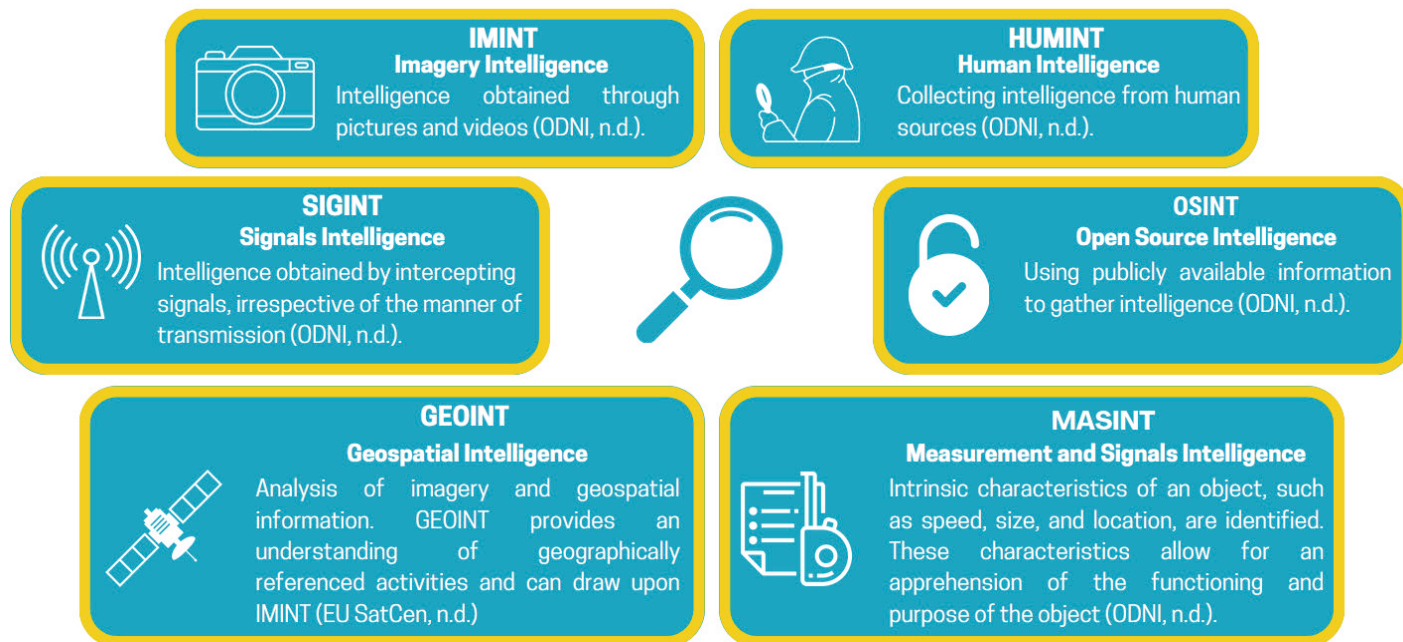 IMINT
Imagery Intelligence
Intelligence obtained through
pictures and videos (ODNI, n.d.).
HUMINT
Human Intelligence
Collecting intelligence from human
sources (ODNI, n.d.).
SIGINT
Signals Intelligence
Intelligence obtained by intercepting
signals, irrespective of the manner of
transmission (ODNI, n.d.).
OSINT
Open Source Intelligence
Using publicly available information
to gather intelligence (ODNI, n.d.).
GEOINT
Geospatial Intelligence
Analysis of imagery and geospatial
information. GEOINT provides an
understanding of geographically
referenced activities and can draw upon
IMINT (EU SatCen, n.d.)
MASINT
Measurement and Signals Intelligence
Intrinsic characteristics of an object, such
as speed, size, and location, are identified.
These characteristics allow for an
apprehension of the functioning and
purpose of the object (ODNI, n.d.).